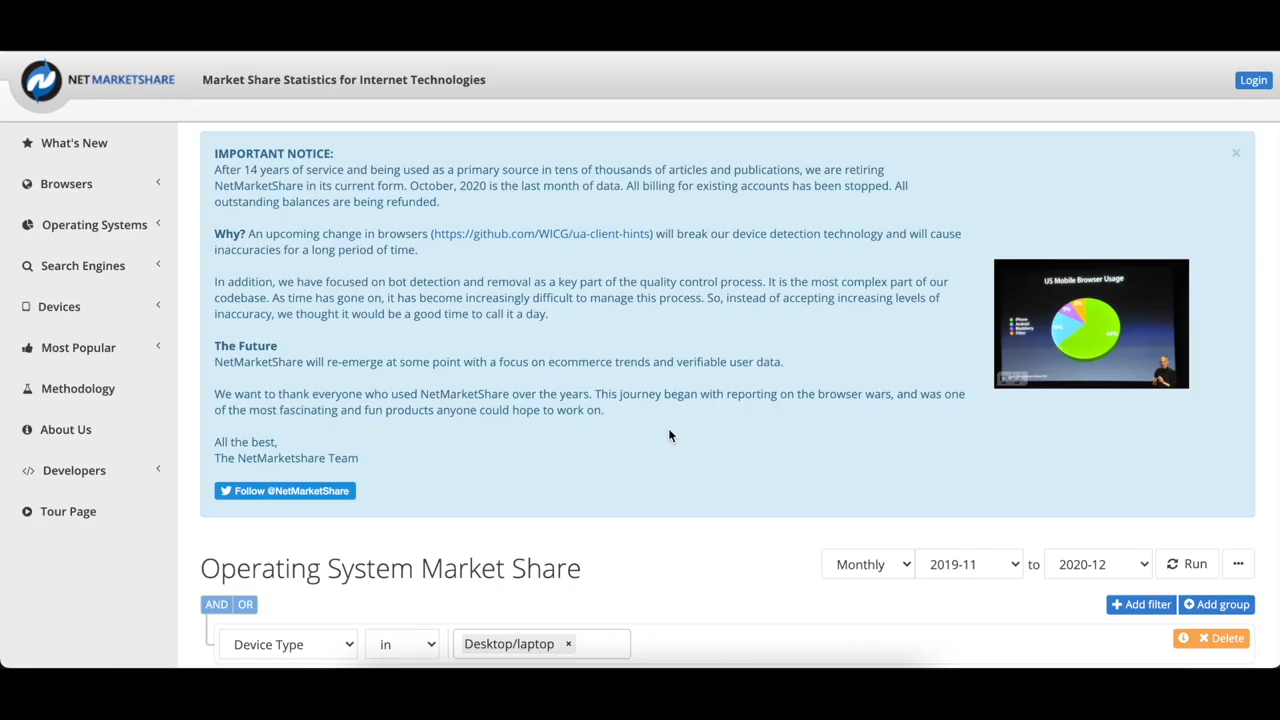 NETMARKETSHARE
Market Share Statistics for Internet Technologies
Login
What's New
Browsers
Operating Systems
Search Engines
Devices
Most Popular
Methodology
About Us
Developers
Tour Page
IMPORTANT NOTICE:
After 14 years of service and being used as a primary source in tens of thousands of articles and publications, we are retiring
NetMarketShare in its current form. October, 2020 is the last month of data. All billing for existing accounts has been stopped. All
outstanding balances are being refunded.
Why? An upcoming change in browsers (https://github.com/WICG/ua-client-hints) will break our device detection technology and will cause
inaccuracies for a long period of time.
In addition, we have focused on bot detection and removal as a key part of the quality control process. It is the most complex part of our
codebase. As time has gone on, it has become increasingly difficult to manage this process. So, instead of accepting increasing levels of
inaccuracy, we thought it would be a good time to call it a day.
The Future
NetMarketShare will re-emerge at some point with a focus on ecommerce trends and verifiable user data.
We want to thank everyone who used NetMarketShare over the years. This journey began with reporting on the browser wars, and was one
of the most fascinating and fun products anyone could hope to work on.
All the best,
The NetMarketshare Team
Follow @NetMarketShare
US Mobile Browser Usage
iPhone
Android
Blackberry
Other
Operating System Market Share
Monthly 2019-11 to 2020-12 Run
AND OR
Add filter Add group
Device Type in Desktop/laptop ×
Delete